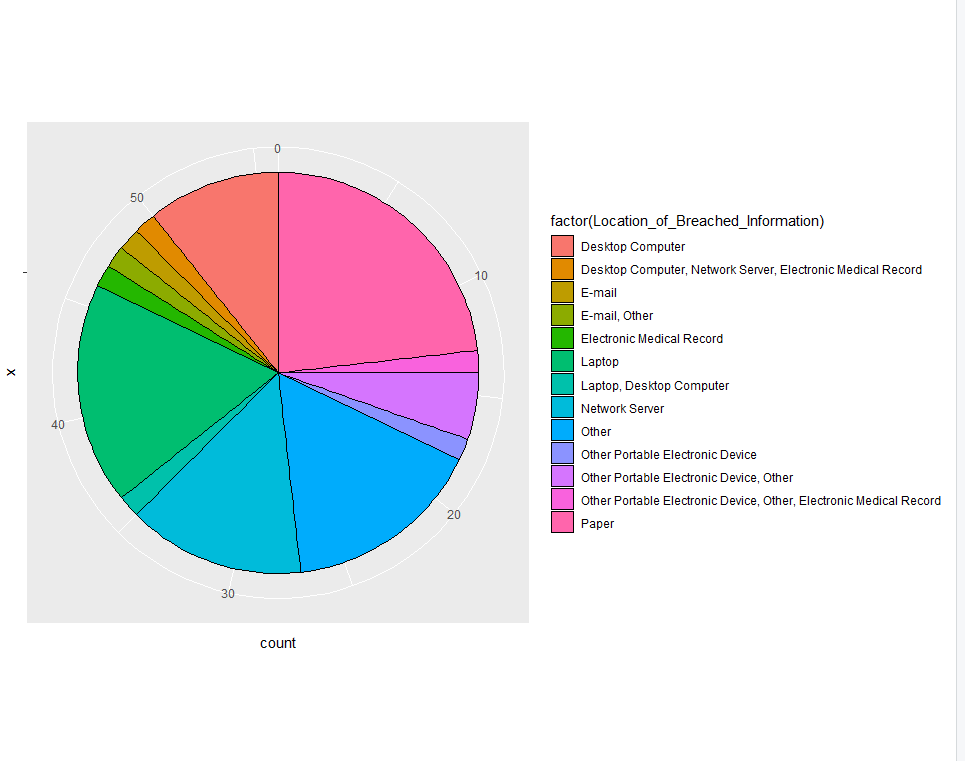 0
50
10
40
20
30
x
count
factor(Location_of_Breached_Information)
Desktop Computer
Desktop Computer, Network Server, Electronic Medical Record
E-mail
E-mail, Other
Electronic Medical Record
Laptop
Laptop, Desktop Computer
Network Server
Other
Other Portable Electronic Device
Other Portable Electronic Device, Other
Other Portable Electronic Device, Other, Electronic Medical Record
Paper